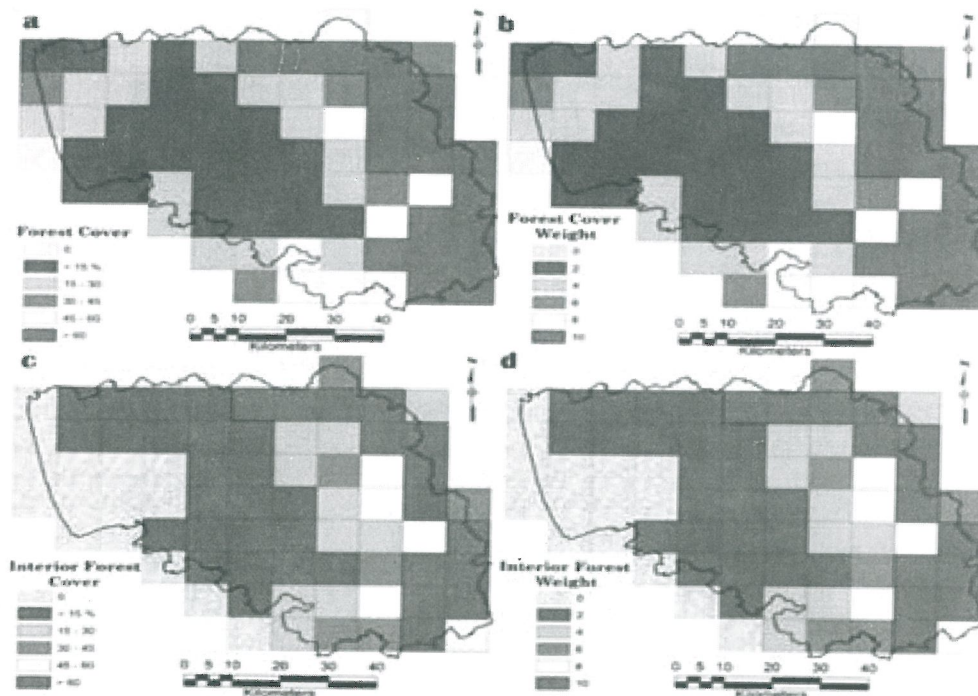 a
Forest Cover
0
< 15 %
15 - 30
30 - 45
45 - 60
> 60
0 5 10 20 30 40
Kilometers
b
Forest Cover
Weight
0
2
4
6
8
10
0 5 10 20 30 40
Kilometers
c
Interior Forest
Cover
0
< 15 %
15 - 30
30 - 45
45 - 60
> 60
0 5 10 20 30 40
Kilometers
d
Interior Forest
Weight
0
2
4
6
8
10
0 5 10 20 30 40
Kilometers